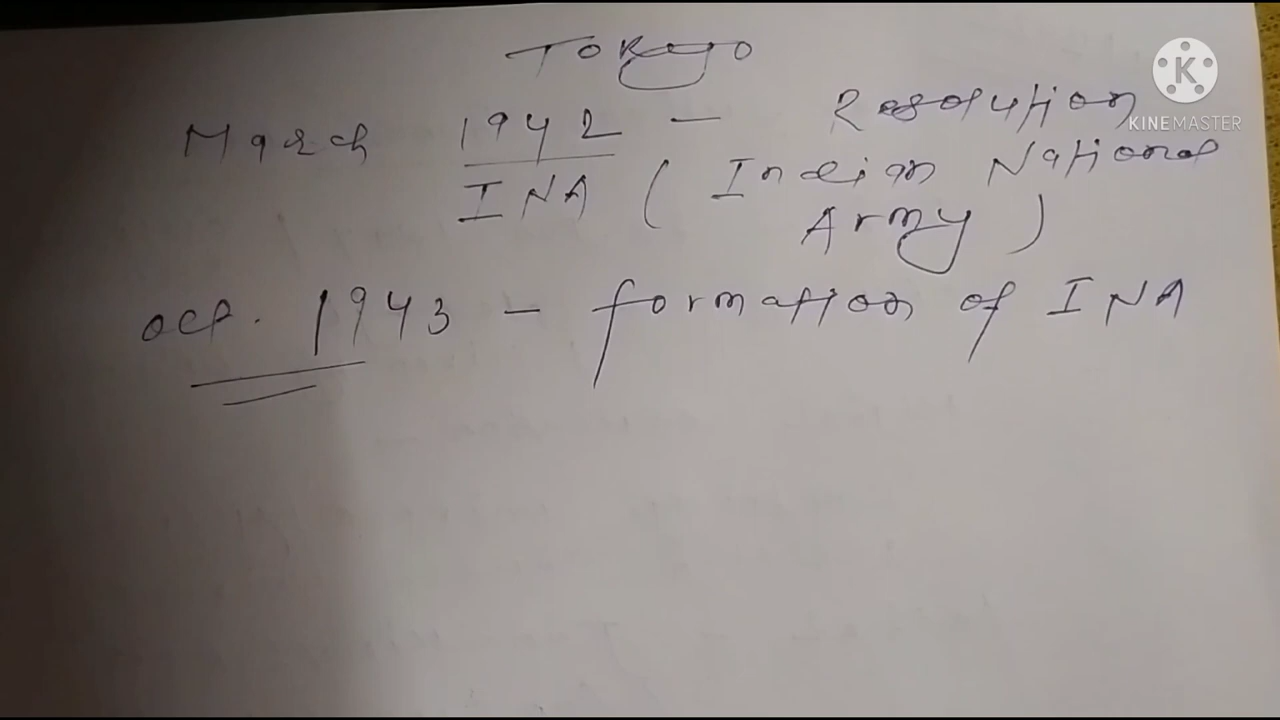 Tokyo
March 1942 - Resolution
INA (Indian National
Army)
oct. 1943 - formation of INA
K
KINEMASTER